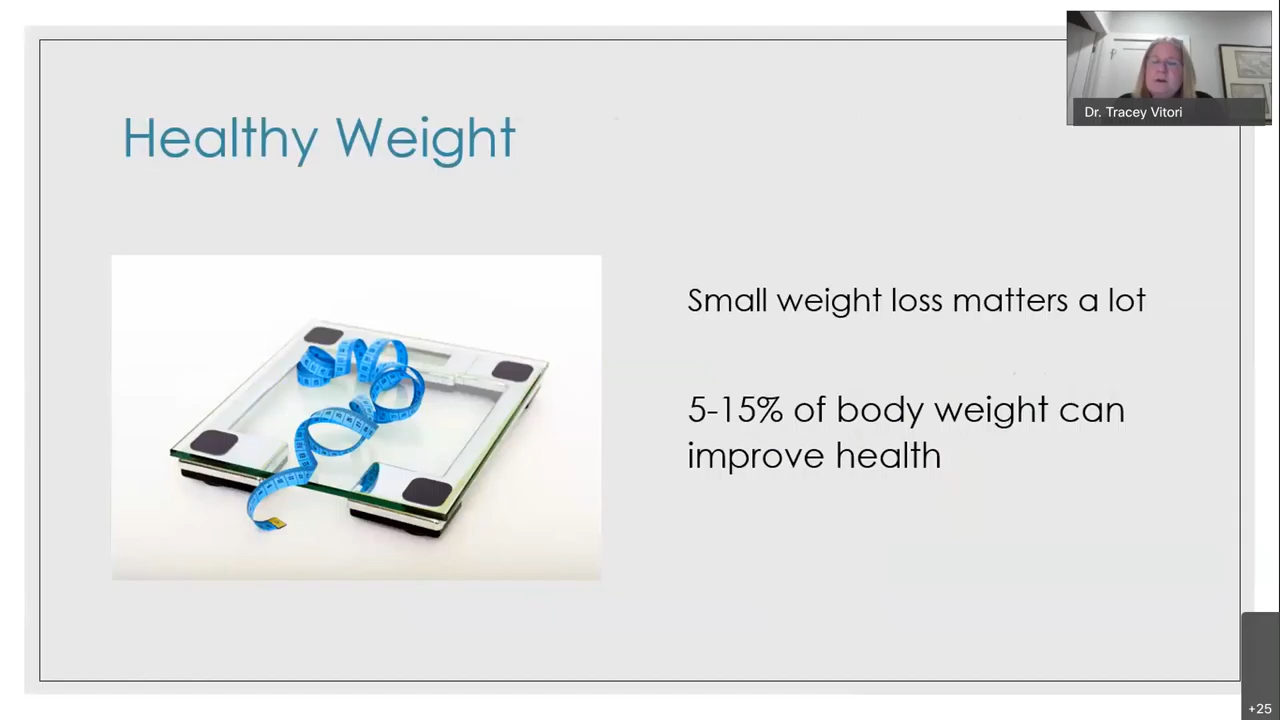 Dr. Tracey Vitori
Healthy Weight
Small weight loss matters a lot
5-15% of body weight can
improve health
+25